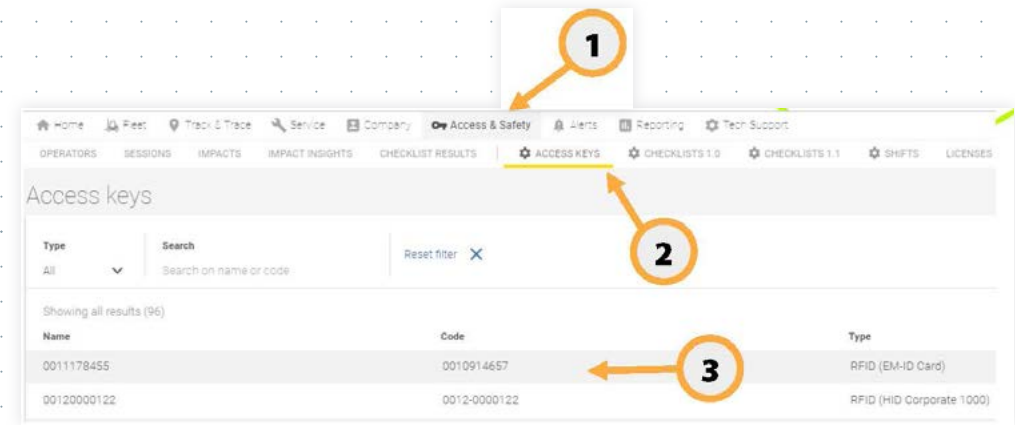 1
Home Fleet Track & Trace Service Company Access & Safety Alerts Reporting Tech Support
OPERATORS SESSIONS IMPACTS IMPACT INSIGHTS CHECKLIST RESULTS ACCESS KEYS CHECKLISTS 1.0 CHECKLISTS 1.1 SHIFTS LICENSES
Access keys
2
Type Search
Reset filter X
All Search on name or code
Showing all results (96)
Name Code Type
0011178455 0010914657 3 RFID (EM-ID Card)
00120000122 0012-0000122 RFID (HID Corporate 1000)